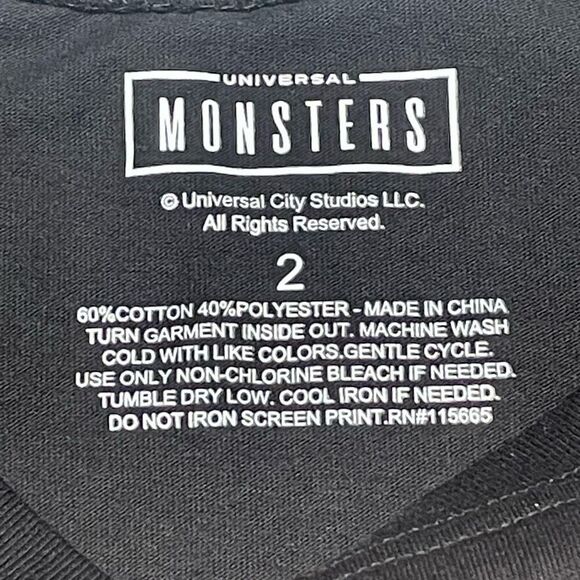 UNIVERSAL
MONSTERS
© Universal City Studios LLC.
All Rights Reserved.
2
60%COTTON 40%POLYESTER - MADE IN CHINA
TURN GARMENT INSIDE OUT. MACHINE WASH
COLD WITH LIKE COLORS.GENTLE CYCLE.
USE ONLY NON-CHLORINE BLEACH IF NEEDED.
TUMBLE DRY LOW. COOL IRON IF NEEDED.
DO NOT IRON SCREEN PRINT.RN#115665